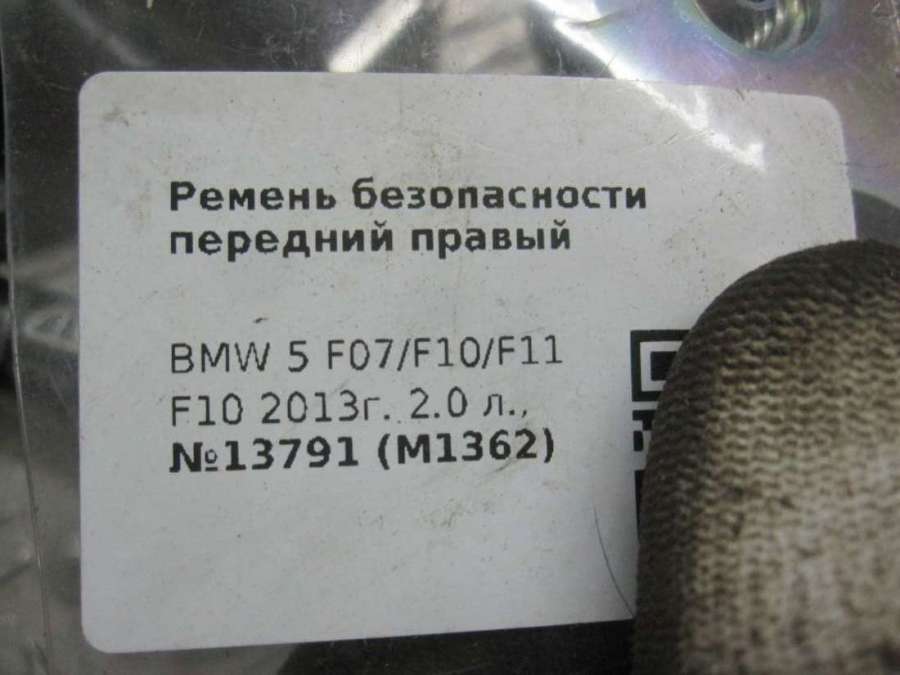 Ремень безопасности
передний правый
BMW 5 F07/F10/F11
F10 2013г. 2.0 л.,
№13791 (M1362)